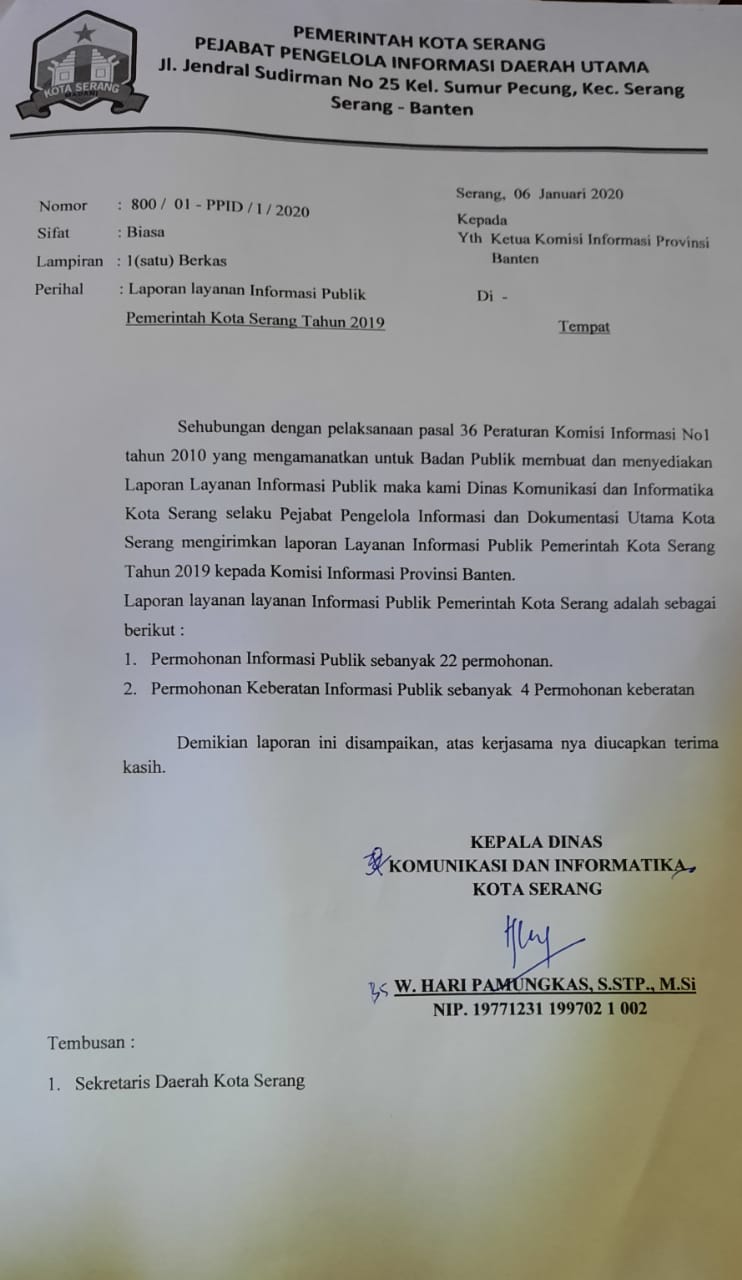 PEMERINTAH KOTA SERANG
PEJABAT PENGELOLA INFORMASI DAERAH UTAMA
Jl. Jendral Sudirman No 25 Kel. Sumur Pecung, Kec. Serang
Serang - Banten
KOTA SERANG
Serang, 06 Januari 2020
Nomor : 800 / 01 - PPID / 1 / 2020
Kepada
Sifat : Biasa
Yth Ketua Komisi Informasi Provinsi
Banten
Lampiran : 1(satu) Berkas
Perihal : Laporan layanan Informasi Publik
Di -
Pemerintah Kota Serang Tahun 2019
Tempat
Sehubungan dengan pelaksanaan pasal 36 Peraturan Komisi Informasi No1
tahun 2010 yang mengamanatkan untuk Badan Publik membuat dan menyediakan
Laporan Layanan Informasi Publik maka kami Dinas Komunikasi dan Informatika
Kota Serang selaku Pejabat Pengelola Informasi dan Dokumentasi Utama Kota
Serang mengirimkan laporan Layanan Informasi Publik Pemerintah Kota Serang
Tahun 2019 kepada Komisi Informasi Provinsi Banten.
Laporan layanan layanan Informasi Publik Pemerintah Kota Serang adalah sebagai
berikut :
1. Permohonan Informasi Publik sebanyak 22 permohonan.
2. Permohonan Keberatan Informasi Publik sebanyak 4 Permohonan keberatan
Demikian laporan ini disampaikan, atas kerjasama nya diucapkan terima
kasih.
KEPALA DINAS
KOMUNIKASI DAN INFORMATIKA
KOTA SERANG
W. HARI PAMUNGKAS, S.STP., M.Si
NIP. 19771231 199702 1 002
Tembusan :
1. Sekretaris Daerah Kota Serang